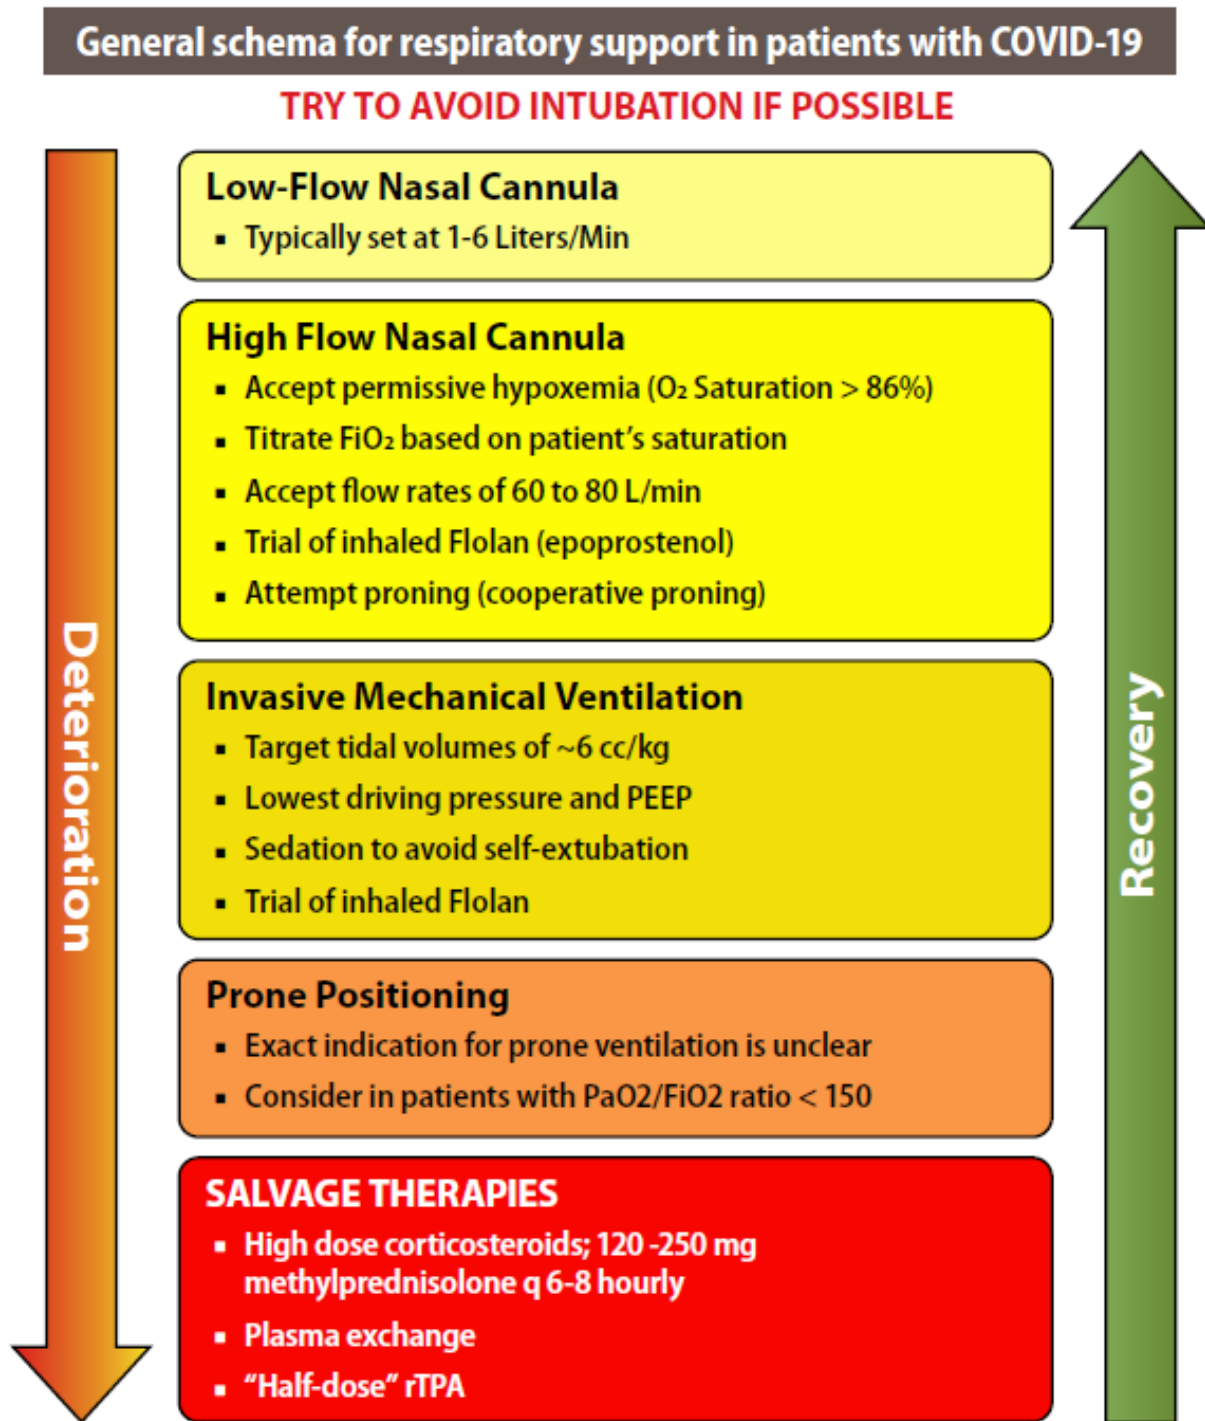 General schema for respiratory support in patients with COVID-19
TRY TO AVOID INTUBATION IF POSSIBLE
Deterioration
Low-Flow Nasal Cannula
▪ Typically set at 1-6 Liters/Min
High Flow Nasal Cannula
▪ Accept permissive hypoxemia (O₂ Saturation > 86%)
▪ Titrate FiO₂ based on patient’s saturation
▪ Accept flow rates of 60 to 80 L/min
▪ Trial of inhaled Flolan (epoprostenol)
▪ Attempt proning (cooperative proning)
Invasive Mechanical Ventilation
▪ Target tidal volumes of ~6 cc/kg
▪ Lowest driving pressure and PEEP
▪ Sedation to avoid self-extubation
▪ Trial of inhaled Flolan
Prone Positioning
▪ Exact indication for prone ventilation is unclear
▪ Consider in patients with PaO2/FiO2 ratio < 150
SALVAGE THERAPIES
▪ High dose corticosteroids; 120 -250 mg
methylprednisolone q 6-8 hourly
▪ Plasma exchange
▪ “Half-dose” rTPA
Recovery